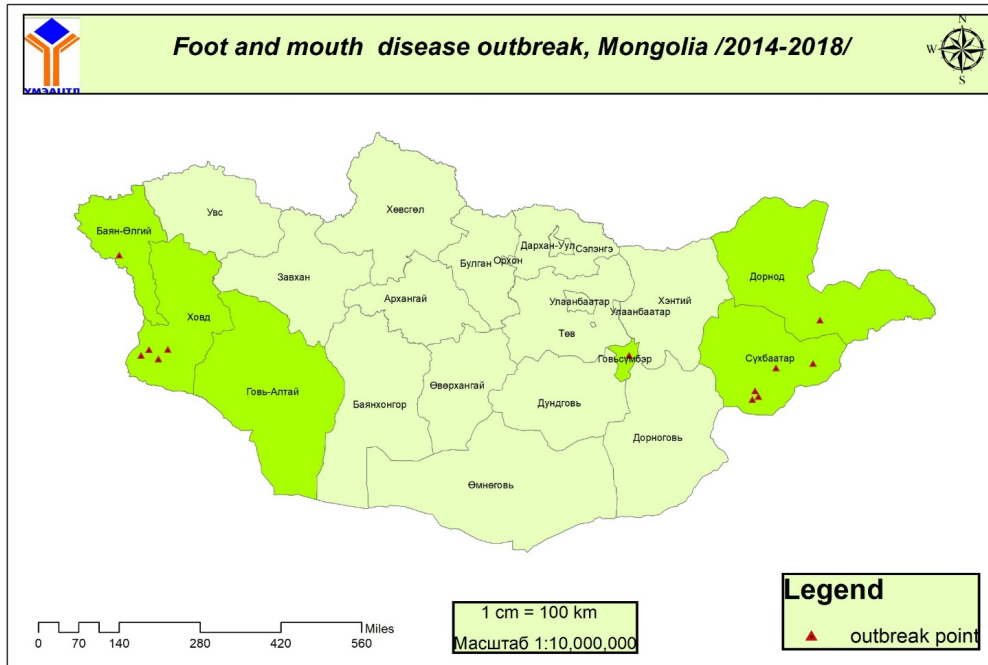 Foot and mouth disease outbreak, Mongolia /2014-2018/
УМЭАЦТЛ
N
W
E
S
Увс
Хөвсгөл
Баян-Өлгий
Дархан-Уул
Сэлэнгэ
Булган
Орхон
Завхан
Дорнод
Хэнтий
Архангай
Улаанбаатар
Улаанбаатар
Ховд
Төв
Говьсүмбэр
Сүхбаатар
Говь-Алтай
Өвөрхангай
Баянхонгор
Дундговь
Дорноговь
Өмнөговь
Legend
outbreak point
1 cm = 100 km
Масштаб 1:10,000,000
Miles
0 70 140 280 420 560